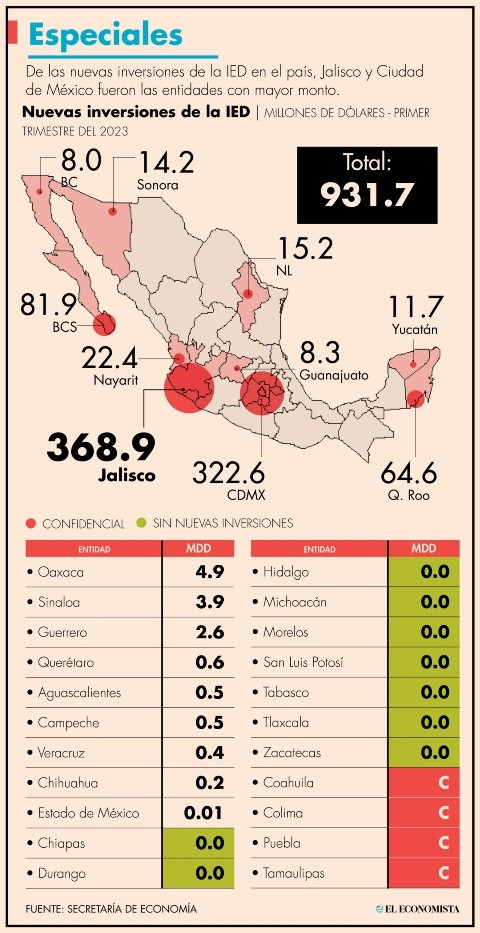 Especiales
De las nuevas inversiones de la IED en el país, Jalisco y Ciudad
de México fueron las entidades con mayor monto.
Nuevas inversiones de la IED | MILLONES DE DÓLARES - PRIMER
TRIMESTRE DEL 2023
Total:
931.7
8.0
BC
14.2
Sonora
15.2
NL
81.9
BCS
11.7
Yucatán
22.4
Nayarit
8.3
Guanajuato
368.9
Jalisco
322.6
CDMX
64.6
Q. Roo
CONFIDENCIAL SIN NUEVAS INVERSIONES
ENTIDAD MDD
• Oaxaca 4.9
• Sinaloa 3.9
• Guerrero 2.6
• Querétaro 0.6
• Aguascalientes 0.5
• Campeche 0.5
• Veracruz 0.4
• Chihuahua 0.2
• Estado de México 0.01
• Chiapas 0.0
• Durango 0.0
ENTIDAD MDD
• Hidalgo 0.0
• Michoacán 0.0
• Morelos 0.0
• San Luis Potosí 0.0
• Tabasco 0.0
• Tlaxcala 0.0
• Zacatecas 0.0
• Coahuila C
• Colima C
• Puebla C
• Tamaulipas C
FUENTE: SECRETARÍA DE ECONOMÍA
EL ECONOMISTA